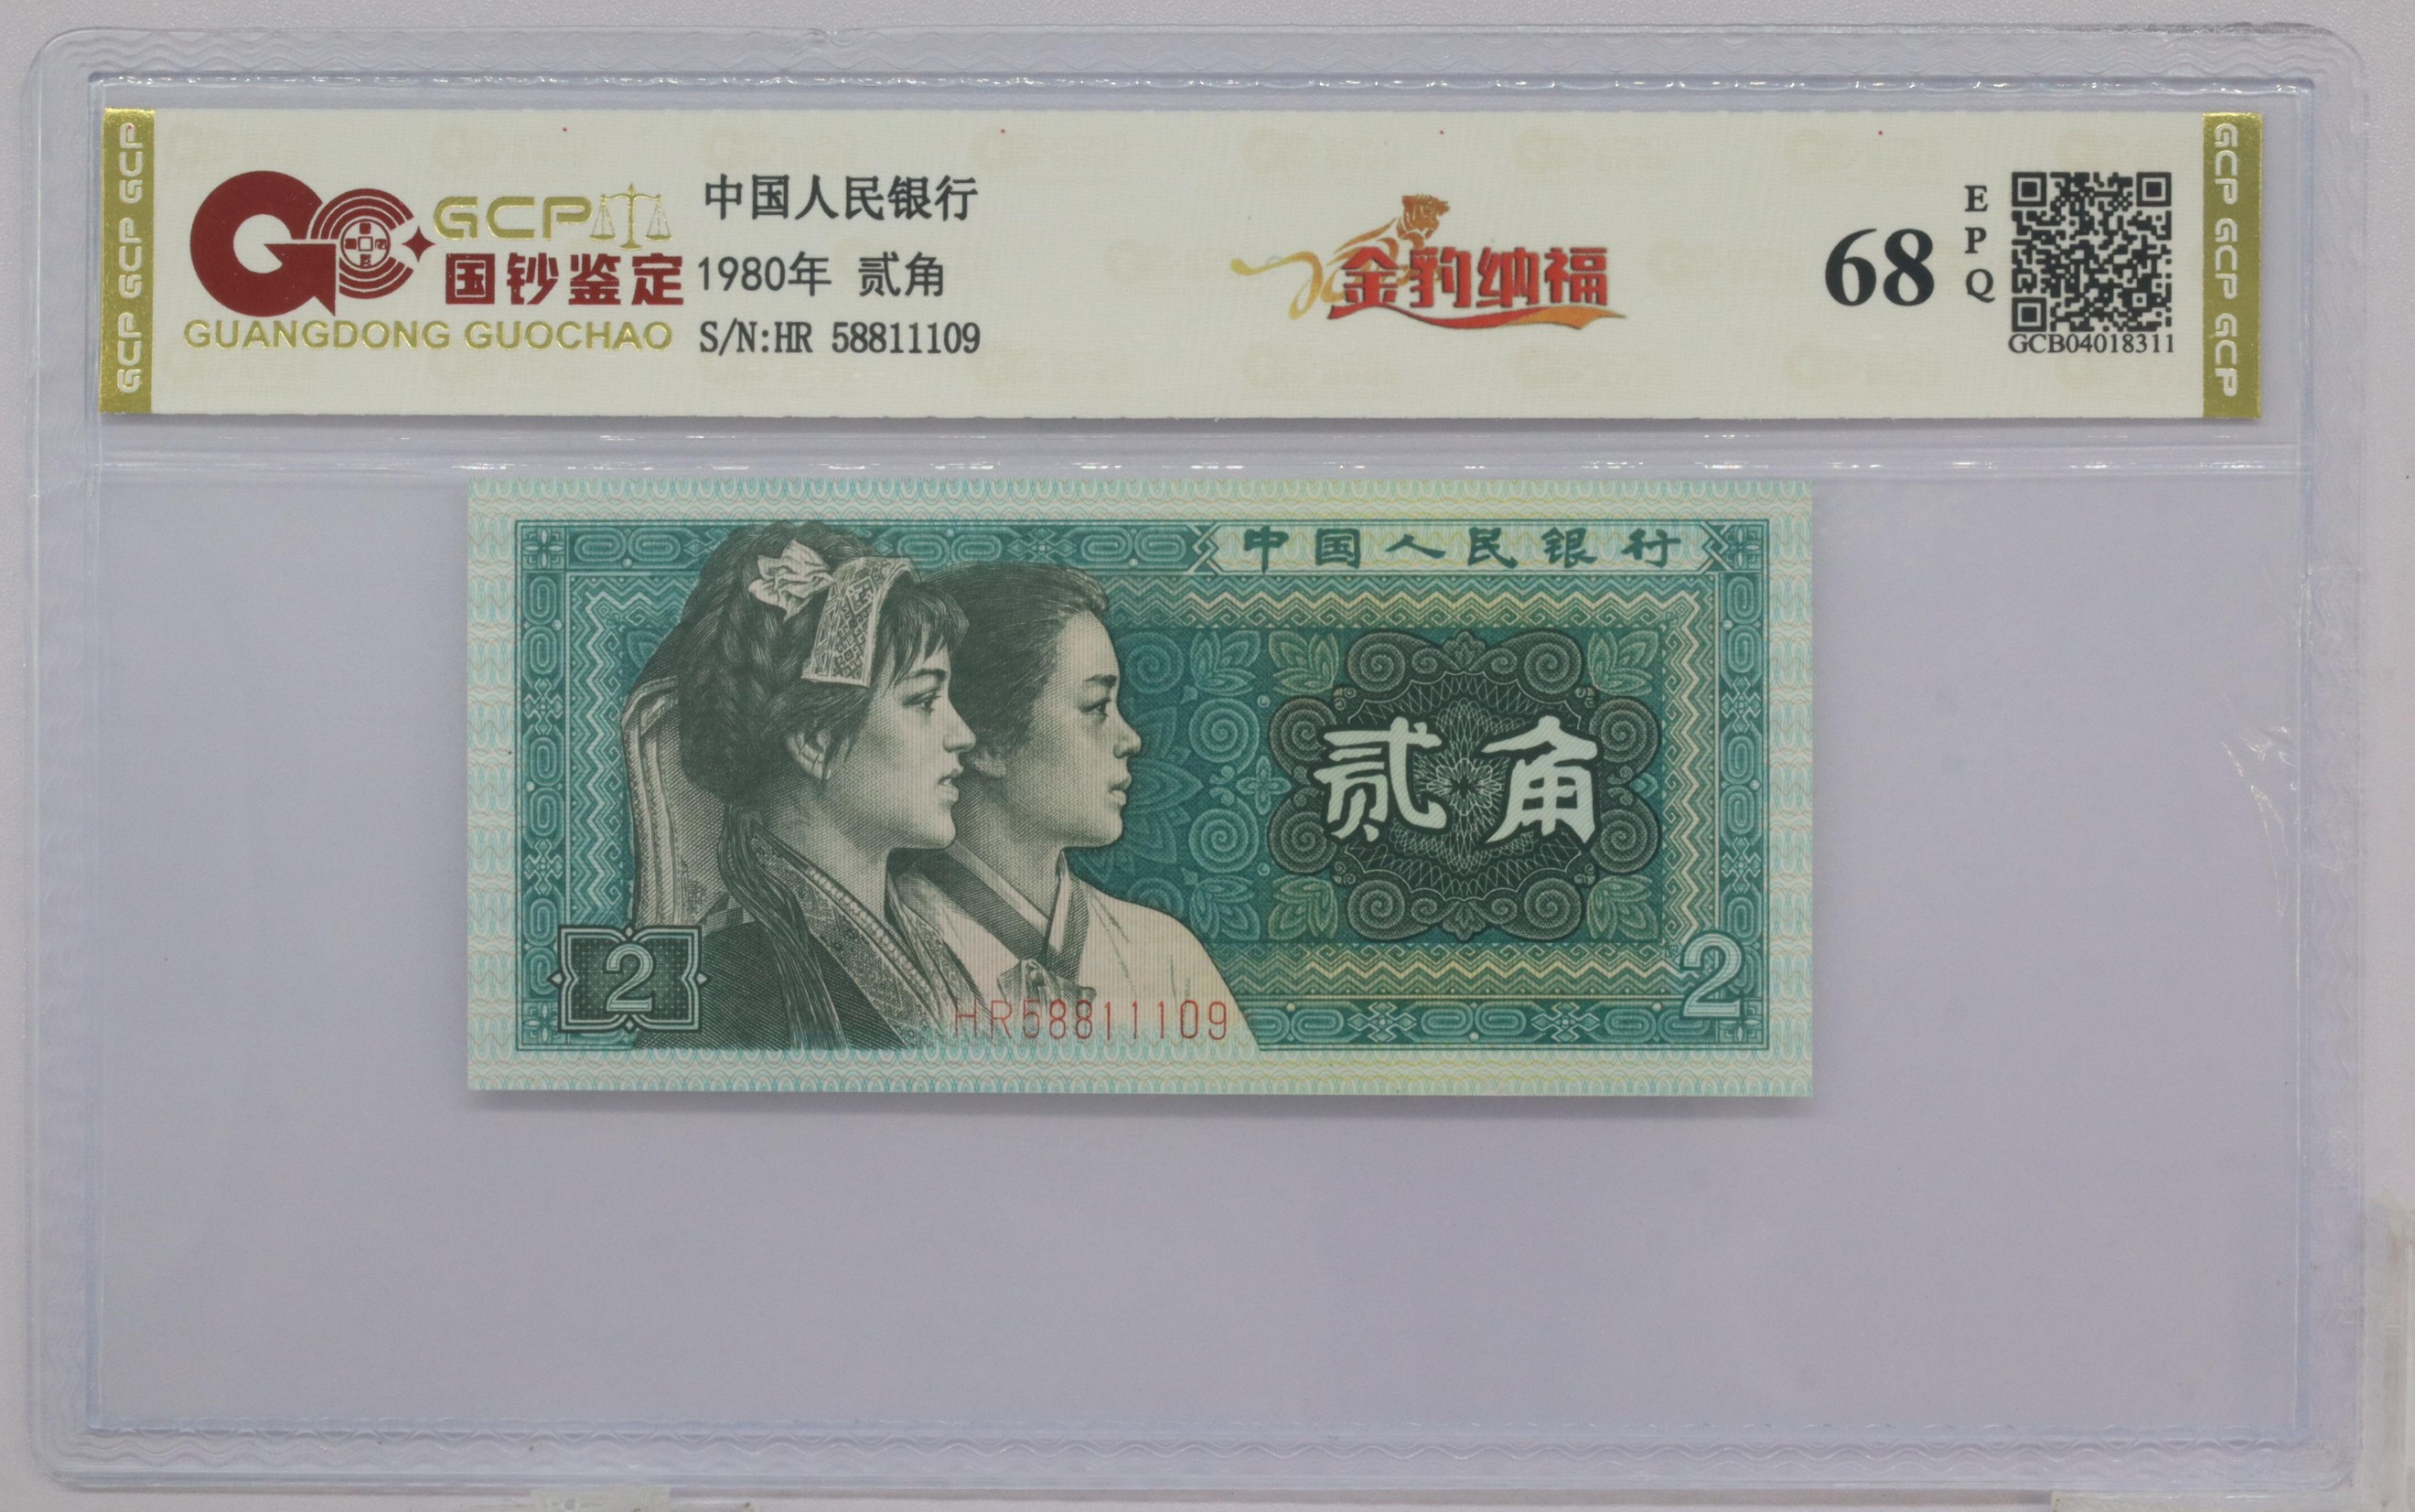 GCP GCP GCP
GCP
国钞鉴定
GUANGDONG GUOCHAO
中国人民银行
1980年 贰角
S/N:HR 58811109
金豹纳福
68
EPQ
GCB04018311
GCP GCP GCP
中国人民银行
贰角
2
HR58811109
2